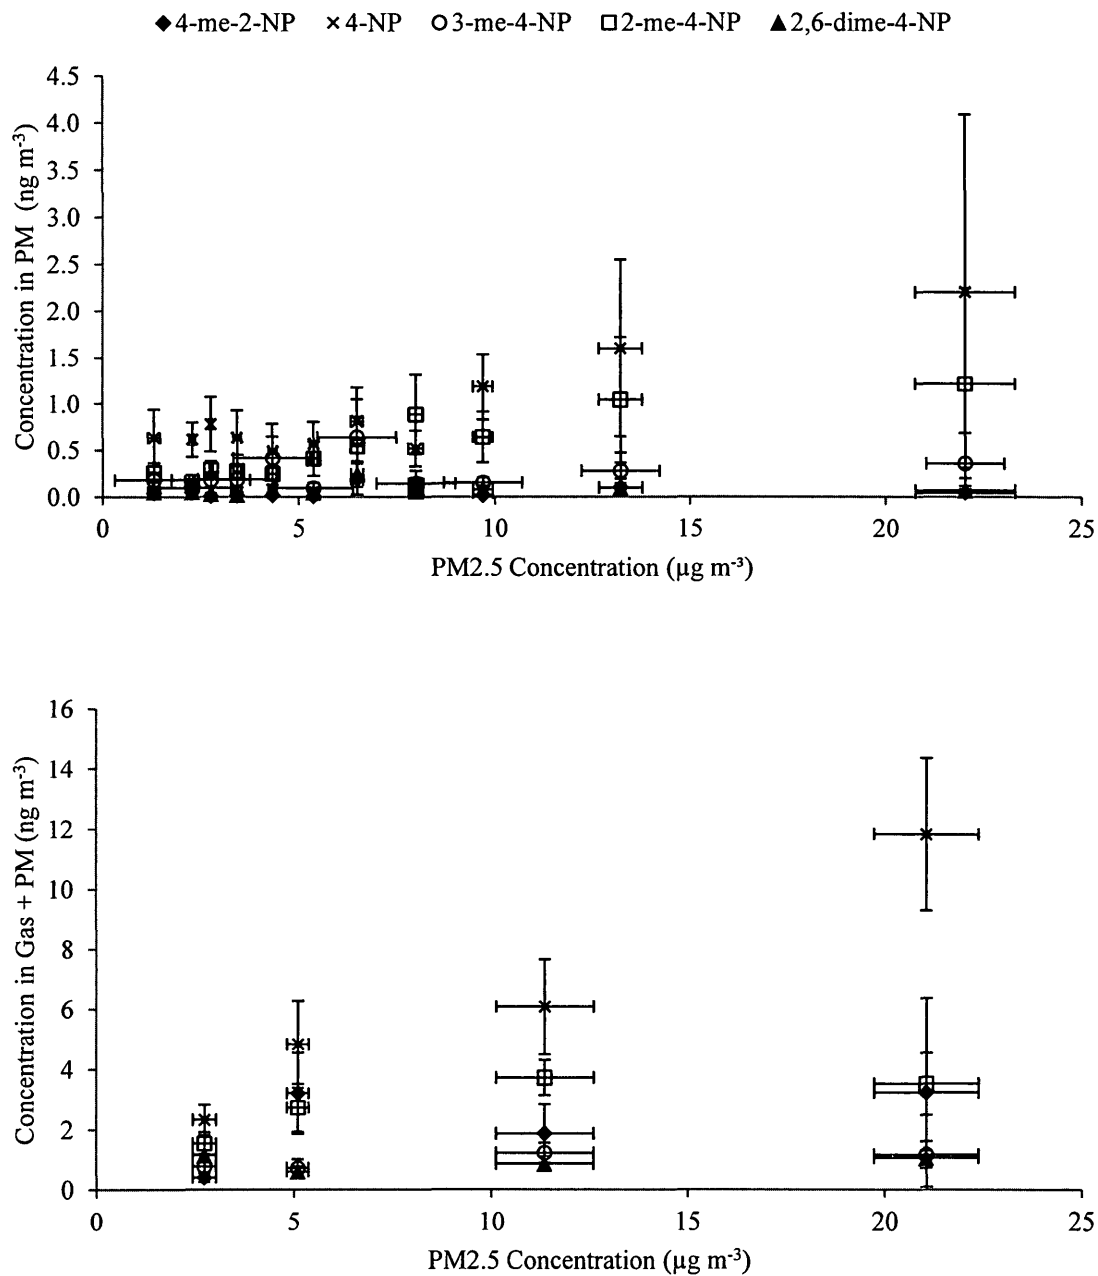 4-me-2-NP 4-NP 3-me-4-NP 2-me-4-NP 2,6-dime-4-NP
4.5
4.0
3.5
3.0
2.5
2.0
1.5
1.0
0.5
0.0
Concentration in PM (ng m⁻³)
0 5 10 15 20 25
PM2.5 Concentration (µg m⁻³)
16
14
12
10
8
6
4
2
0
Concentration in Gas + PM (ng m⁻³)
0 5 10 15 20 25
PM2.5 Concentration (µg m⁻³)